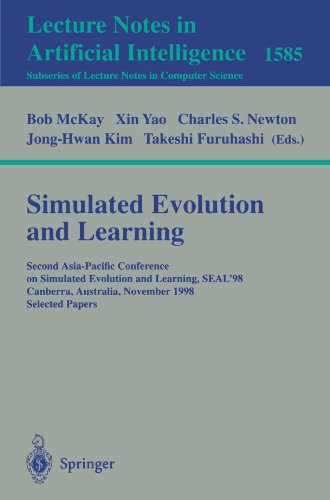 Lecture Notes in
Artificial Intelligence 1585
Subseries of Lecture Notes in Computer Science
Bob McKay Xin Yao Charles S. Newton
Jong-Hwan Kim Takeshi Furuhashi (Eds.)
Simulated Evolution
and Learning
Second Asia-Pacific Conference
on Simulated Evolution and Learning, SEAL'98
Canberra, Australia, November 1998
Selected Papers
Springer